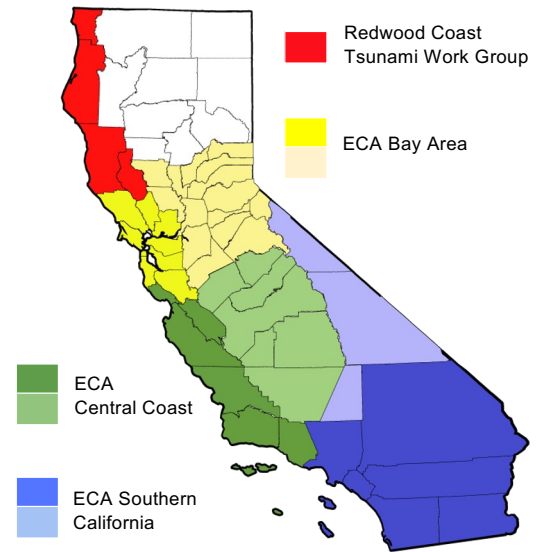 Redwood Coast
Tsunami Work Group
ECA Bay Area
ECA
Central Coast
ECA Southern
California